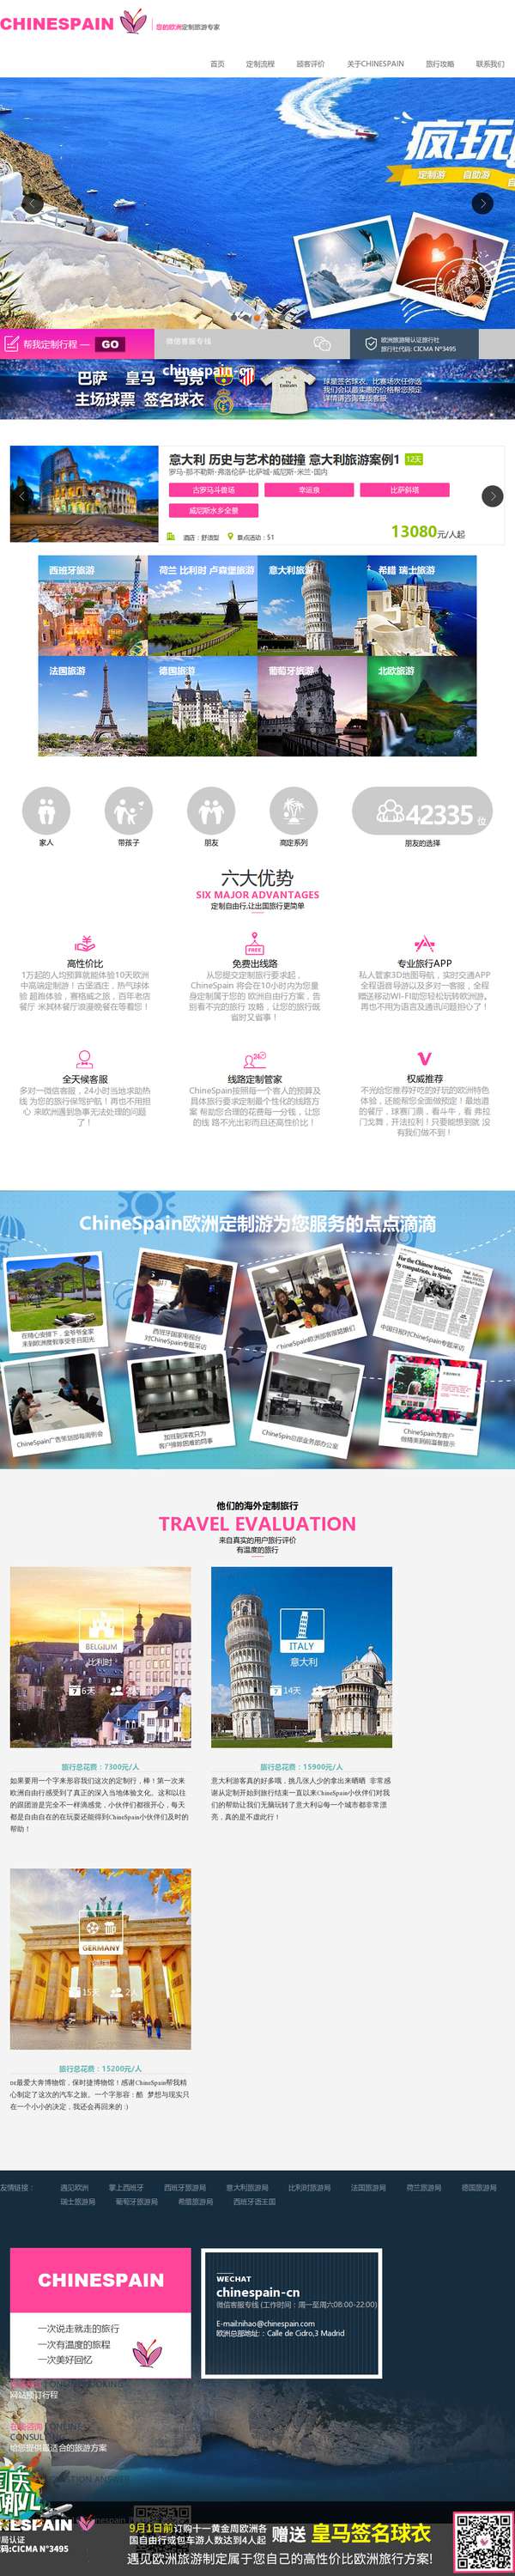 CHINESPAIN
您的欧洲定制旅游专家
首页 定制流程 顾客评价 关于CHINESPAIN 旅行攻略 联系我们
疯玩
定制游 自助游
帮我定制行程 — GO
微信客服专线
chinespain-cn
欧洲旅游局认证旅行社
旅行社代码: CICMA Nº3495
巴萨 皇马 马竞
主场球票 签名球衣
球星签名球衣、比赛场次任你选
我们会以最实惠的价格帮您预定
详情请咨询在线客服
意大利 历史与艺术的碰撞 意大利旅游案例1 12天
罗马-那不勒斯-弗洛伦萨-比萨城-威尼斯-米兰-国内
古罗马斗兽场 幸运泉 比萨斜塔
威尼斯水乡全景
酒店：舒适型 景点活动：51
13080元/人起
西班牙旅游 荷兰 比利时 卢森堡旅游 意大利旅游 希腊 瑞士旅游
法国旅游 德国旅游 葡萄牙旅游 北欧旅游
42335 位
家人 带孩子 朋友 高定系列 朋友的选择
六大优势
SIX MAJOR ADVANTAGES
定制自由行,让出国旅行更简单
高性价比
1万起的人均预算就能体验10天欧洲
中高端定制游！古堡酒庄，热气球体
验 超跑体验，赛格威之旅，百年老店
餐厅 米其林餐厅浪漫晚餐在等着您！
免费出线路
从您提交定制旅行要求起，
ChineSpain 将会在10小时内为您量
身定制属于您的 欧洲自由行方案，告
别看不完的旅行 攻略，让您的旅行既
省时又省事！
专业旅行APP
私人管家3D地图导航，实时交通APP
全程语音导游以及多对一客服，全程
赠送移动WI-FI助您轻松玩转欧洲游。
再也不用为语言及通讯问题担心了！
全天候客服
多对一微信客服，24小时当地求助热
线 为您的旅行保驾护航！再也不用担
心 来欧洲遇到急事无法处理的问题
了！
线路定制管家
ChineSpain按照每一个客人的预算及
具体旅行要求定制最个性化的线路方
案 帮助您合理的花费每一分钱，让您
的线 路不光出彩而且还高性价比！
权威推荐
不光给您推荐好吃的好玩的欧洲特色
体验，还能帮您全面做预定！最地道
的餐厅，球赛门票，看斗牛，看 弗拉
门戈舞，开法拉利！只要能想到就 没
有我们做不到！
ChineSpain欧洲定制游为您服务的点点滴滴
西班牙国家电视台
对ChineSpain专题采访
ChineSpain欧洲游客服姑娘们
For the Chinese tourists, by compatriots, in Spain
中国日报对ChineSpain专题采访
ChineSpain广告策划部每周例会
加班到深夜只为
客户接踪困难的同事
ChineSpain总部业务部办公室
ChineSpain为客户
他们的海外定制旅行
TRAVEL EVALUATION
来自真实的用户旅行评价
有温度的旅行
BELGIUM
比利时
6天
ITALY
意大利
14天
旅行总花费：7300元/人
如果要用一个字来形容我们这次的定制行，棒！第一次来
欧洲自由行感受到了真正的深入当地体验文化。这和以往
的跟团游是完全不一样滴感觉，小伙伴们都很开心，每天
都是自由自在的在玩耍还能得到ChineSpain小伙伴们及时的
帮助！
旅行总花费：15900元/人
意大利游客真的好多哦，挑几张人少的拿出来晒晒 非常感
谢从定制开始到旅行结束一直以来ChineSpain小伙伴们对我
们的帮助让我们无脑玩转了意大利每一个城市都非常漂
亮，真的是不虚此行！
GERMANY
德国
15天 2人
旅行总花费：15200元/人
DE最爱大奔博物馆，保时捷博物馆！感谢ChineSpain帮我精
心制定了这次的汽车之旅。一个字形容：酷 梦想与现实只
在一个小小的决定，我还会再回来的 :)
友情链接： 遇见欧洲 掌上西班牙 西班牙旅游局 意大利旅游局 比利时旅游局 法国旅游局 荷兰旅游局 德国旅游局
瑞士旅游局 葡萄牙旅游局 希腊旅游局 西班牙语王国
CHINESPAIN
一次说走就走的旅行
一次有温度的旅程
一次美好回忆
WECHAT
chinespain-cn
微信客服专线 (工作时间：周一至周六08:00-22:00)
E-mail:nihao@chinespain.com
欧洲总部地址：: Calle de Cidro,3 Madrid
网站预订行程
在线咨询 ONLINE
CONSULTING
给您提供最适合的旅游方案
9月1日前订购十一黄金周欧洲各
国自由行或包车游人数达到4人起
赠送 皇马签名球衣
遇见欧洲旅游制定属于您自己的高性价比欧洲旅行方案!
局认证
码:CICMA N°3495